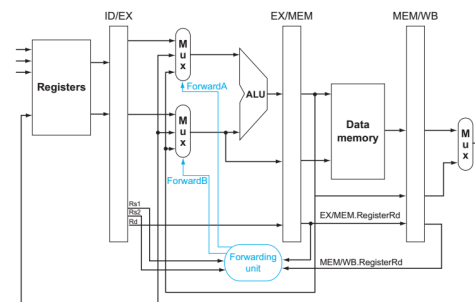 ID/EX
EX/MEM
MEM/WB
M
u
x
Registers
ForwardA
ALU
M
u
x
Data
memory
M
u
x
ForwardB
Rs1
Rs2
Rd
EX/MEM.RegisterRd
Forwarding
unit
MEM/WB.RegisterRd